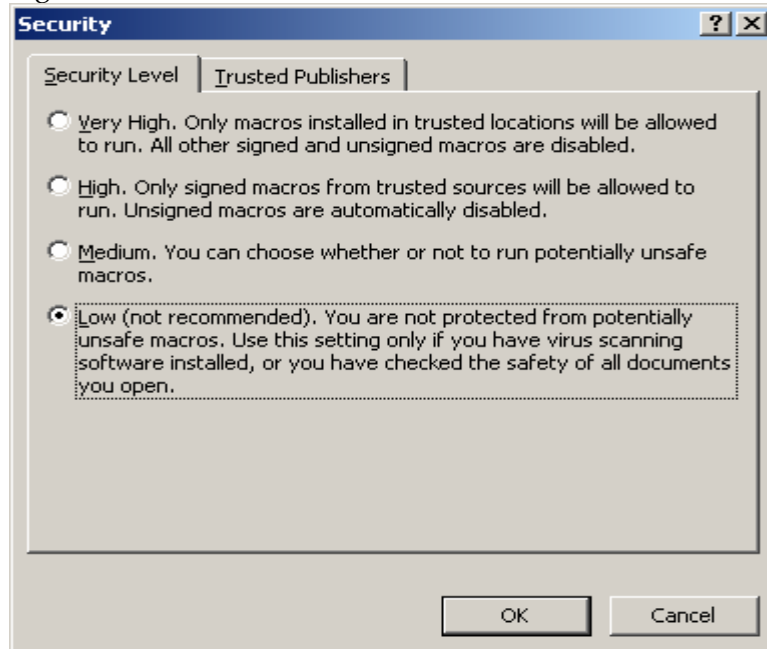 Security
Security Level Trusted Publishers
Very High. Only macros installed in trusted locations will be allowed
to run. All other signed and unsigned macros are disabled.
High. Only signed macros from trusted sources will be allowed to
run. Unsigned macros are automatically disabled.
Medium. You can choose whether or not to run potentially unsafe
macros.
Low (not recommended). You are not protected from potentially
unsafe macros. Use this setting only if you have virus scanning
software installed, or you have checked the safety of all documents
you open.
OK Cancel